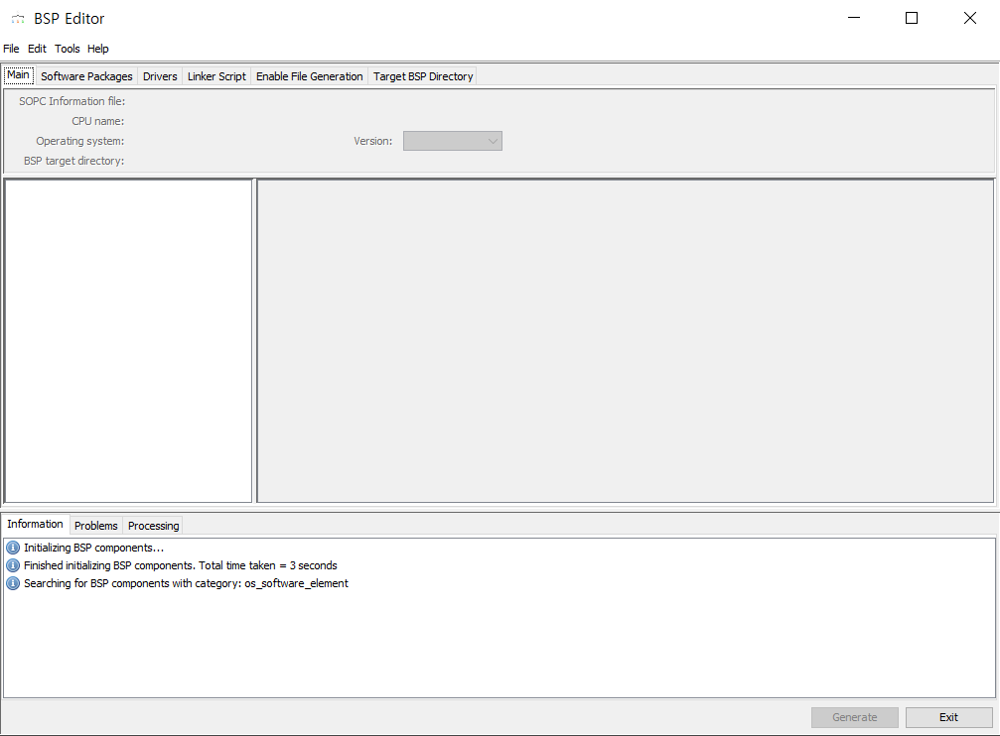 BSP Editor
File Edit Tools Help
Main Software Packages Drivers Linker Script Enable File Generation Target BSP Directory
SOPC Information file:
CPU name:
Operating system: Version:
BSP target directory:
Information Problems Processing
Initializing BSP components...
Finished initializing BSP components. Total time taken = 3 seconds
Searching for BSP components with category: os_software_element
Generate Exit